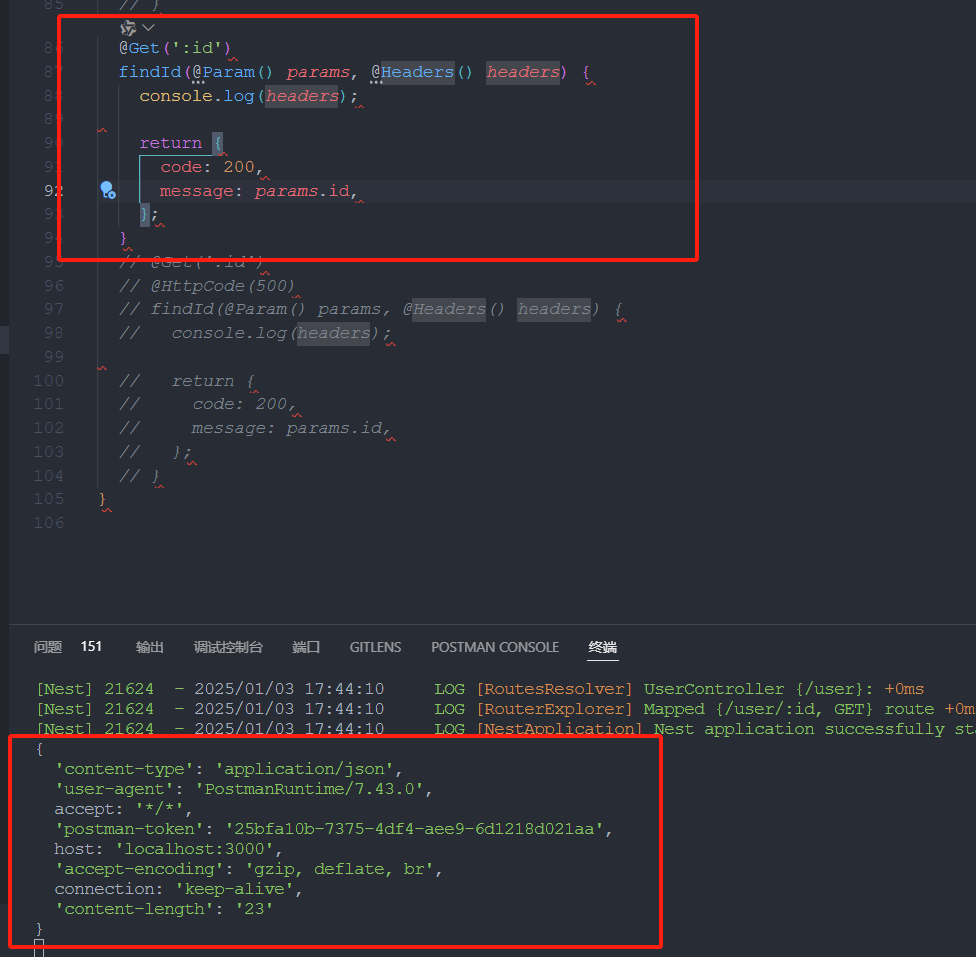 85 // }
86 @Get(':id')
87 findId(@Param() params, @Headers() headers) {
88 console.log(headers);
89
90 return {
91 code: 200,
92 message: params.id,
93 };
94 }
95 // @Get(':id')
96 // @HttpCode(500)
97 // findId(@Param() params, @Headers() headers) {
98 // console.log(headers);
99
100 // return {
101 // code: 200,
102 // message: params.id,
103 // };
104 // }
105 }
106
问题 151 输出 调试控制台 端口 GITLENS POSTMAN CONSOLE 终端
[Nest] 21624 - 2025/01/03 17:44:10 LOG [RoutesResolver] UserController {/user}: +0ms
[Nest] 21624 - 2025/01/03 17:44:10 LOG [RouterExplorer] Mapped {/user/:id, GET} route +0m
[Nest] 21624 - 2025/01/03 17:44:10 LOG [NestApplication] Nest application successfully sta
{
'content-type': 'application/json',
'user-agent': 'PostmanRuntime/7.43.0',
accept: '*/*',
'postman-token': '25bfa10b-7375-4df4-aee9-6d1218d021aa',
host: 'localhost:3000',
'accept-encoding': 'gzip, deflate, br',
connection: 'keep-alive',
'content-length': '23'
}